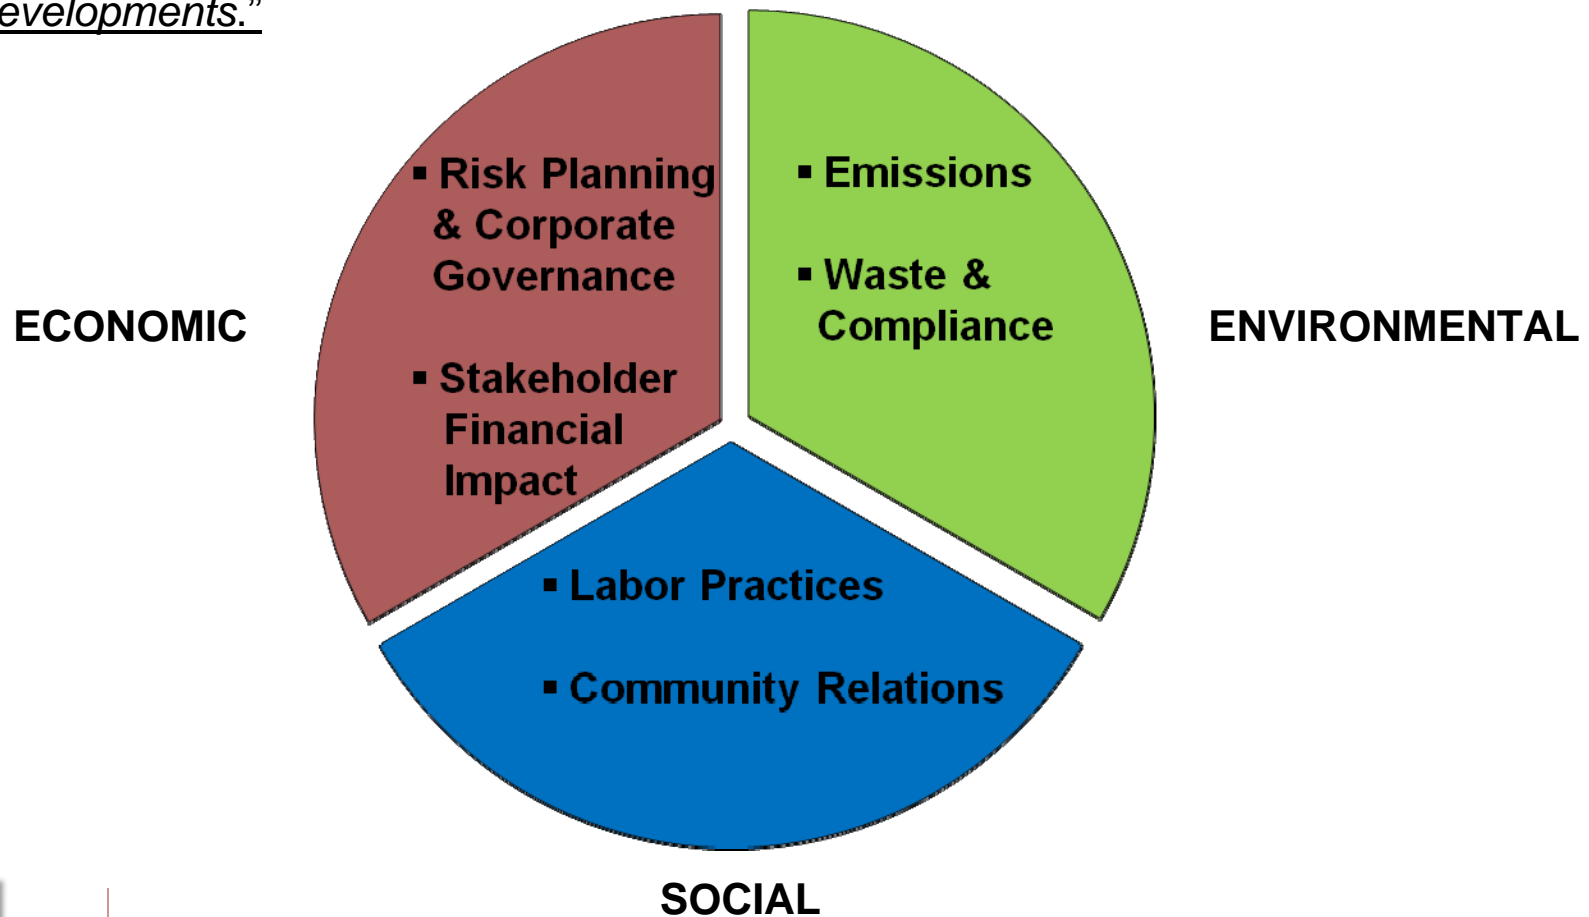 evelopments.”
▪ Risk Planning
& Corporate
Governance
▪ Stakeholder
Financial
Impact
▪ Emissions
▪ Waste &
Compliance
ECONOMIC
ENVIRONMENTAL
▪ Labor Practices
▪ Community Relations
SOCIAL